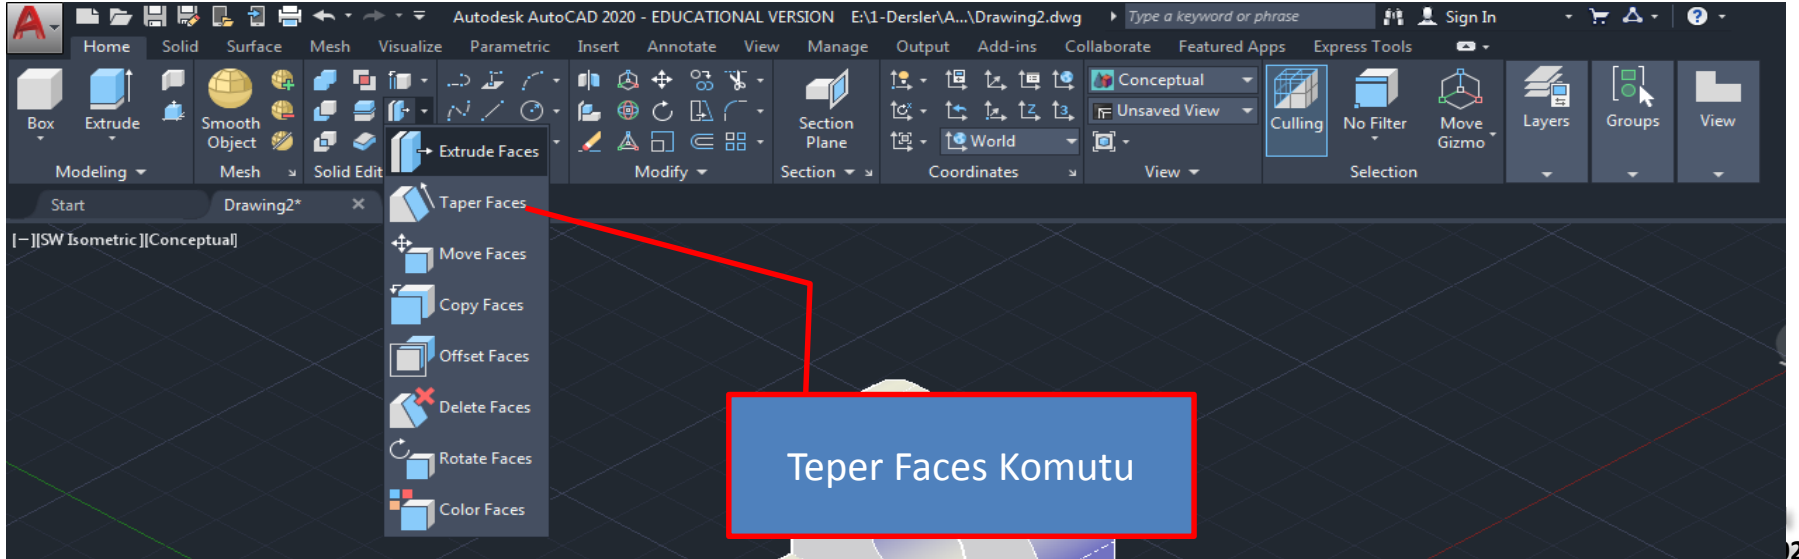 Autodesk AutoCAD 2020 - EDUCATIONAL VERSION E:\1-Dersler\A...\Drawing2.dwg Type a keyword or phrase Sign In
Home Solid Surface Mesh Visualize Parametric Insert Annotate View Manage Output Add-ins Collaborate Featured Apps Express Tools
Box
Extrude
Smooth
Object
Section
Plane
Conceptual
Unsaved View
World
Culling
No Filter
Move
Gizmo
Layers
Groups
View
Modeling
Mesh
Solid Edit
Modify
Section
Coordinates
View
Selection
Start
Drawing2*
[−][SW Isometric][Conceptual]
Extrude Faces
Taper Faces
Move Faces
Copy Faces
Offset Faces
Delete Faces
Rotate Faces
Color Faces
Teper Faces Komutu